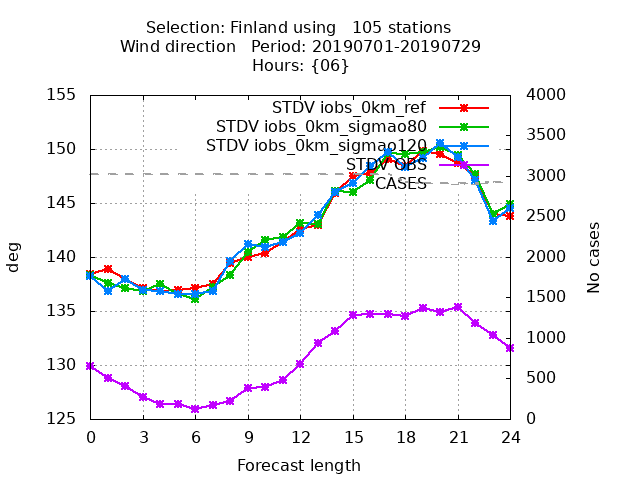 Selection: Finland using   105 stations
Wind direction   Period: 20190701-20190729
Hours: {06}
STDV iobs_0km_ref
STDV iobs_0km_sigmao80
STDV iobs_0km_sigmao120
STDV OBS
CASES
155
150
145
140
135
130
125
deg
4000
3500
3000
2500
2000
1500
1000
500
0
No cases
0 3 6 9 12 15 18 21 24
Forecast length